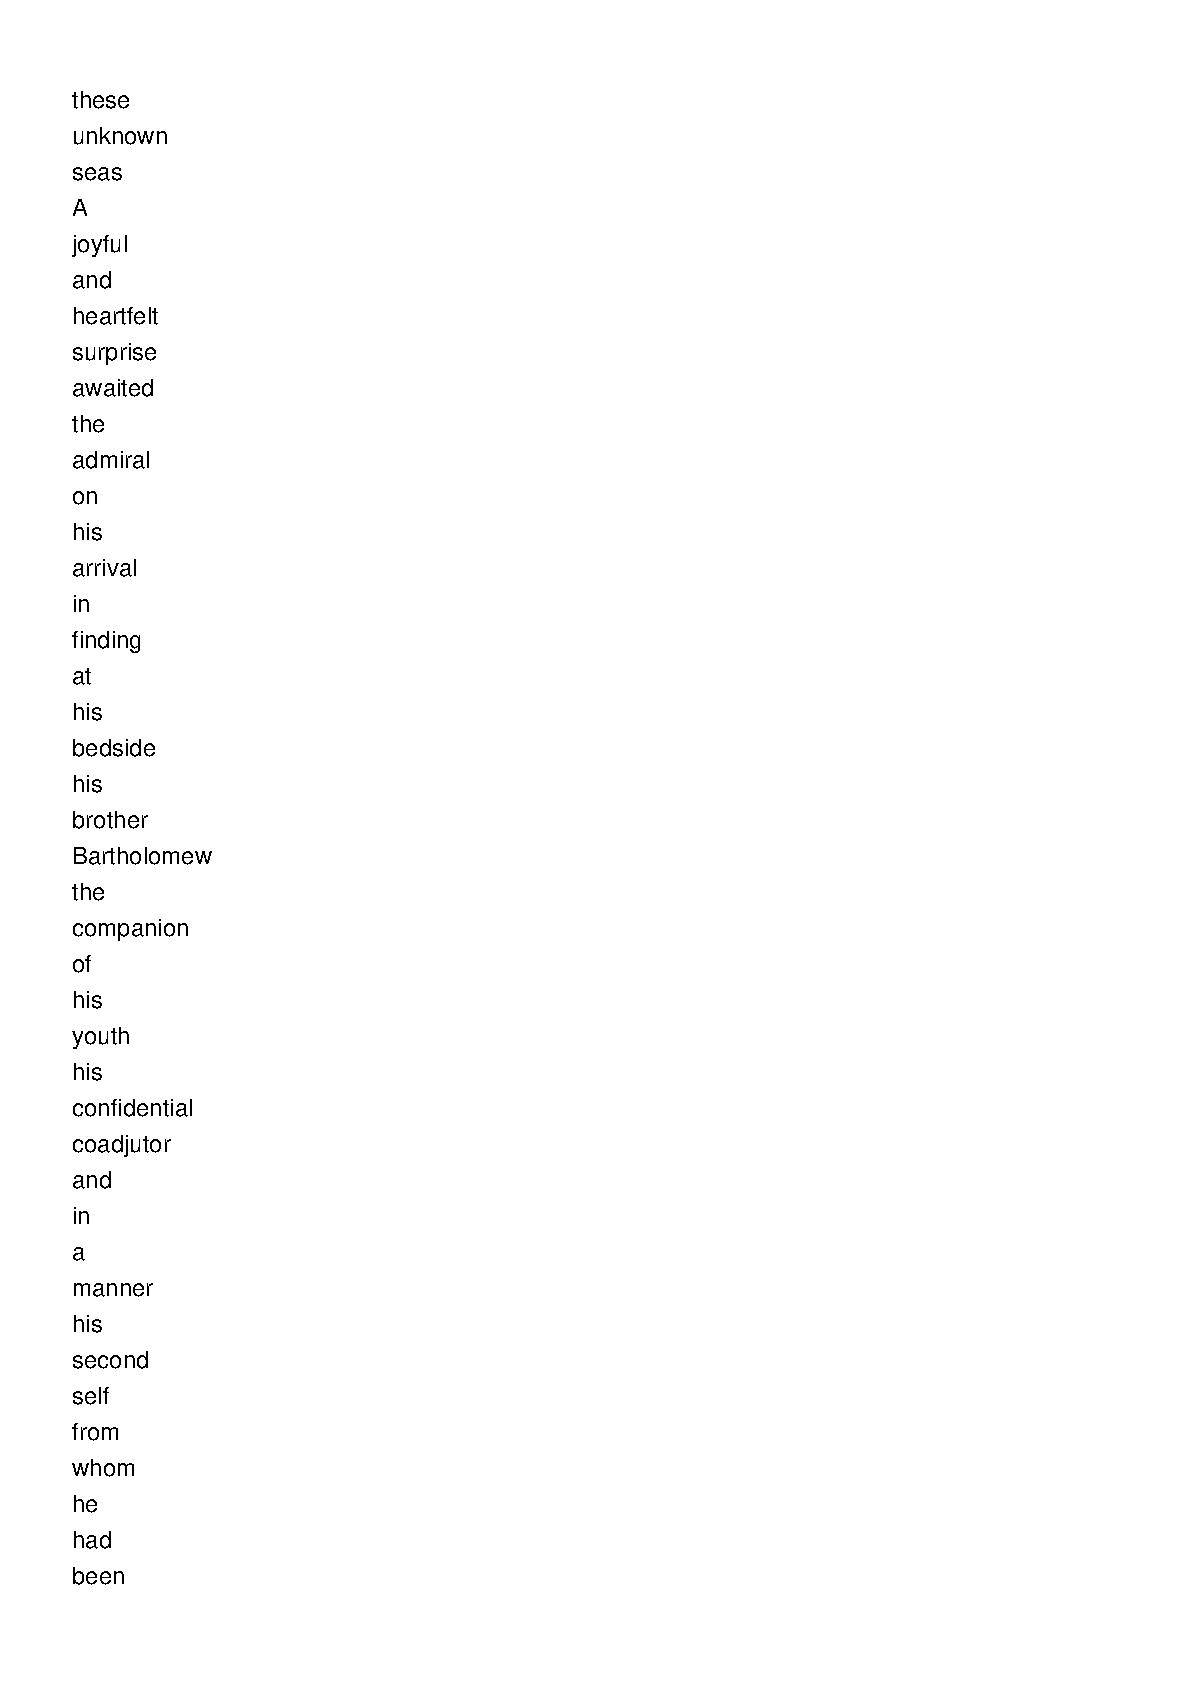 these
unknown
seas
A
joyful
and
heartfelt
surprise
awaited
the
admiral
on
his
arrival
in
finding
at
his
bedside
his
brother
Bartholomew
the
companion
of
his
youth
his
confidential
coadjutor
and
in
a
manner
his
second
self
from
whom
he
had
been